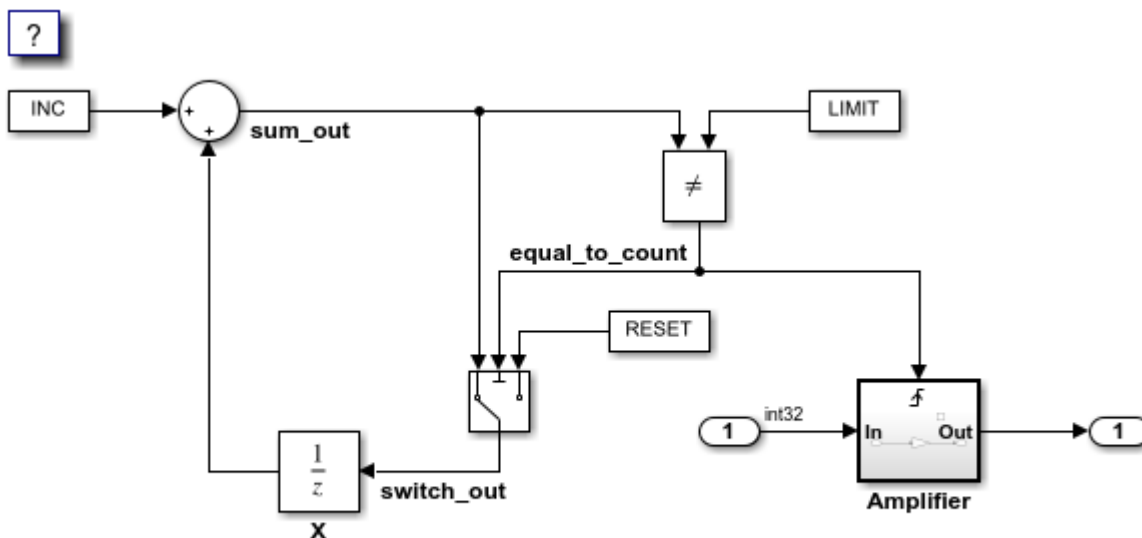 ?
INC
+
+
sum_out
LIMIT
≠
equal_to_count
RESET
1
int32
In
Out
1
Amplifier
1
z
switch_out
X